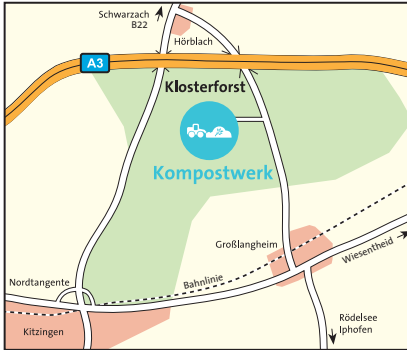 Schwarzach
B22
Hörblach
A3
Klosterforst
Kompostwerk
Großlangheim
Wiesentheid
Nordtangente
Bahnlinie
Kitzingen
Rödelsee
Iphofen